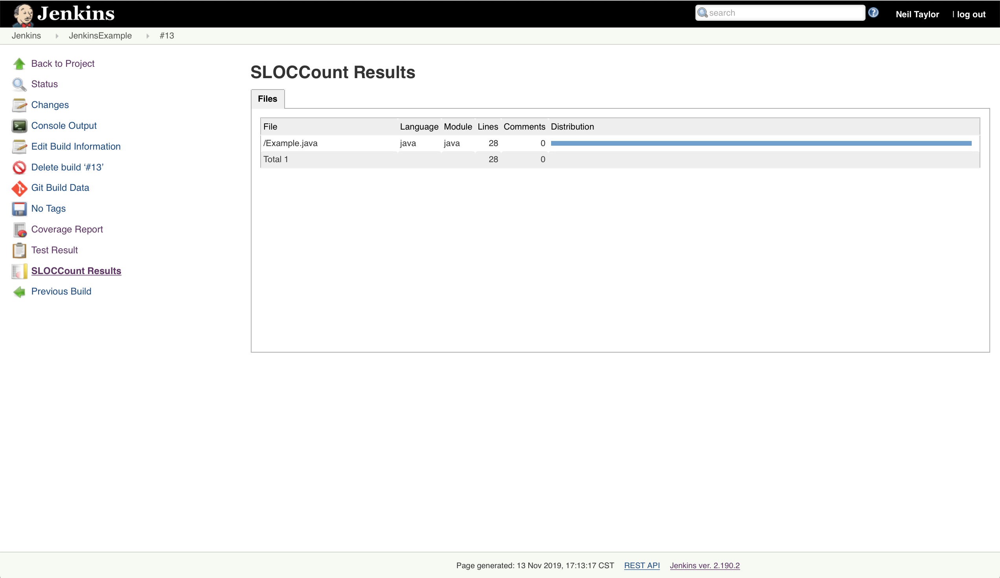 Jenkins
search
Neil Taylor | log out
Jenkins JenkinsExample #13
Back to Project
Status
Changes
Console Output
Edit Build Information
Delete build ‘#13’
Git Build Data
No Tags
Coverage Report
Test Result
SLOCCount Results
Previous Build
SLOCCount Results
Files
File Language Module Lines Comments Distribution
/Example.java java java 28 0
Total 1 28 0
Page generated: 13 Nov 2019, 17:13:17 CST REST API Jenkins ver. 2.190.2